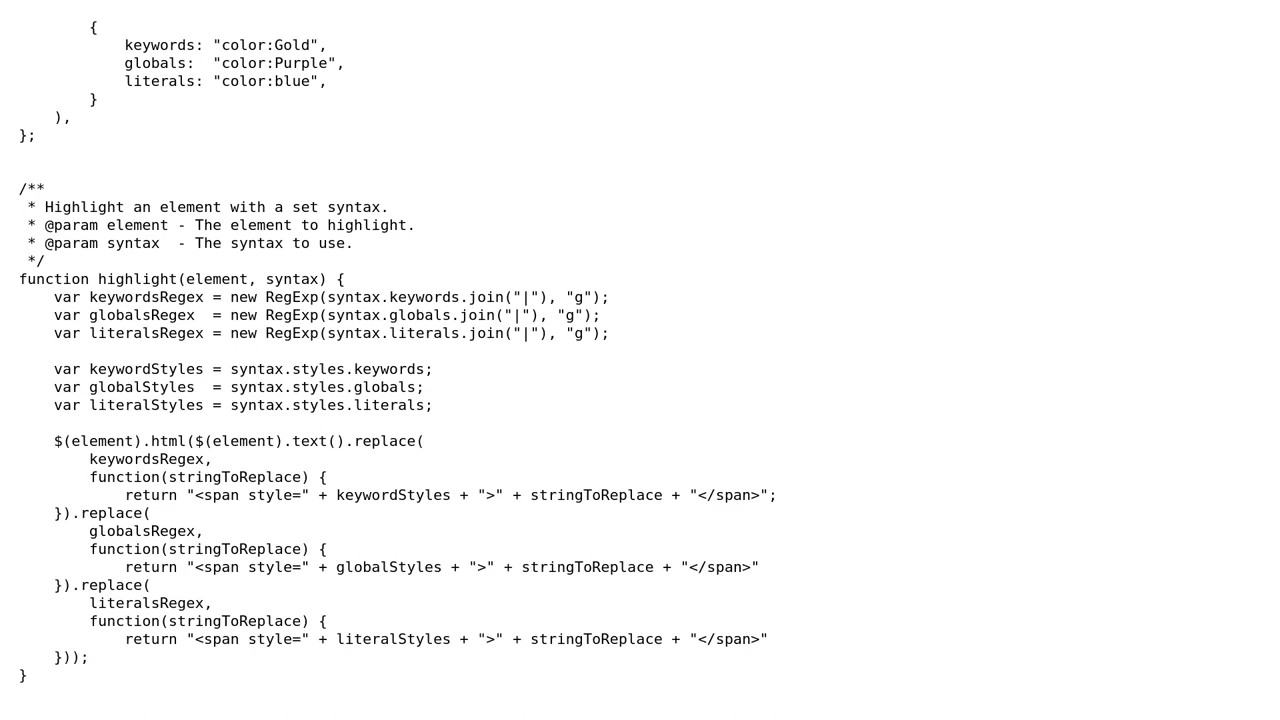 {
            keywords: "color:Gold",
            globals:  "color:Purple",
            literals: "color:blue",
        }
    ),
};


/**
 * Highlight an element with a set syntax.
 * @param element - The element to highlight.
 * @param syntax  - The syntax to use.
 */
function highlight(element, syntax) {
    var keywordsRegex = new RegExp(syntax.keywords.join("|"), "g");
    var globalsRegex  = new RegExp(syntax.globals.join("|"), "g");
    var literalsRegex = new RegExp(syntax.literals.join("|"), "g");

    var keywordStyles = syntax.styles.keywords;
    var globalStyles  = syntax.styles.globals;
    var literalStyles = syntax.styles.literals;

    $(element).html($(element).text().replace(
        keywordsRegex,
        function(stringToReplace) {
            return "<span style=" + keywordStyles + ">" + stringToReplace + "</span>";
    }).replace(
        globalsRegex,
        function(stringToReplace) {
            return "<span style=" + globalStyles + ">" + stringToReplace + "</span>"
    }).replace(
        literalsRegex,
        function(stringToReplace) {
            return "<span style=" + literalStyles + ">" + stringToReplace + "</span>"
    }));
}